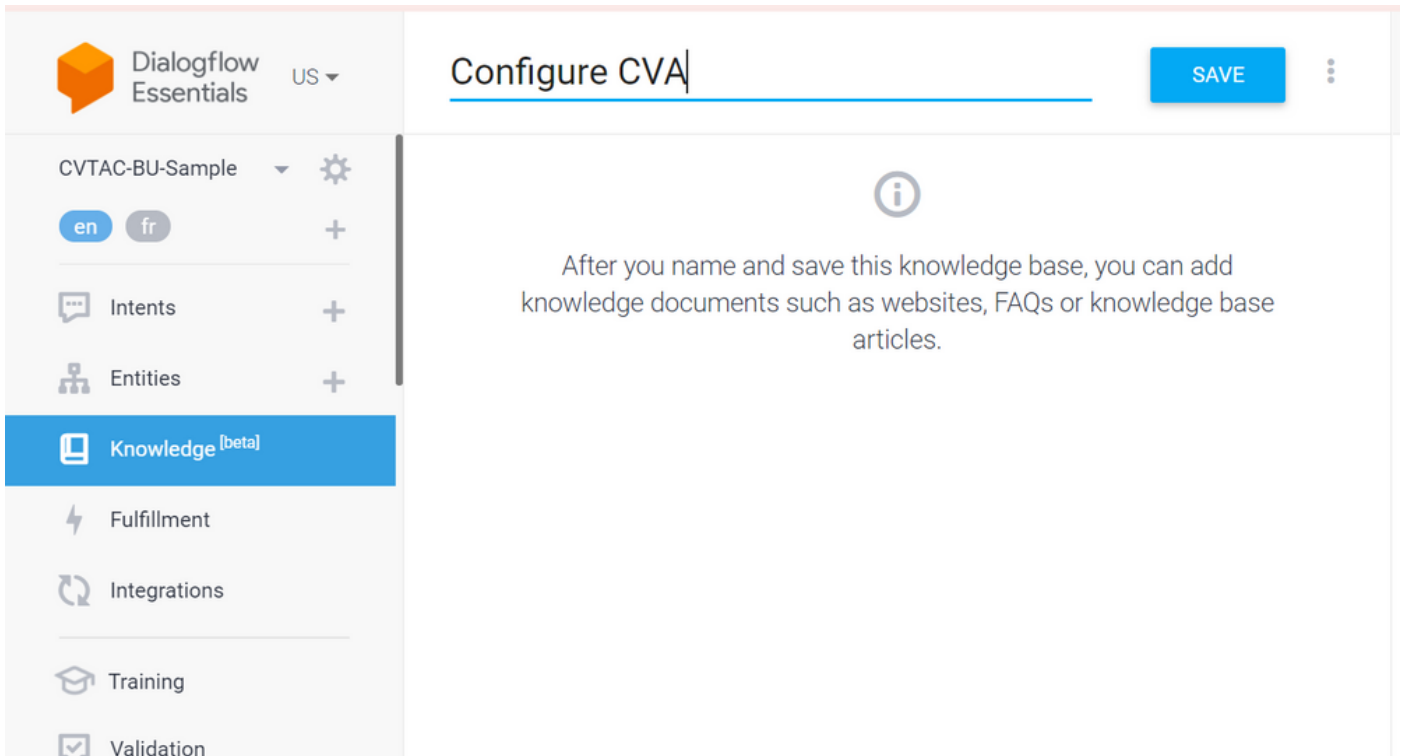 Dialogflow
Essentials
US
Configure CVA
SAVE
CVTAC-BU-Sample
en
fr
Intents
Entities
Knowledge [beta]
Fulfillment
Integrations
Training
Validation
After you name and save this knowledge base, you can add
knowledge documents such as websites, FAQs or knowledge base
articles.